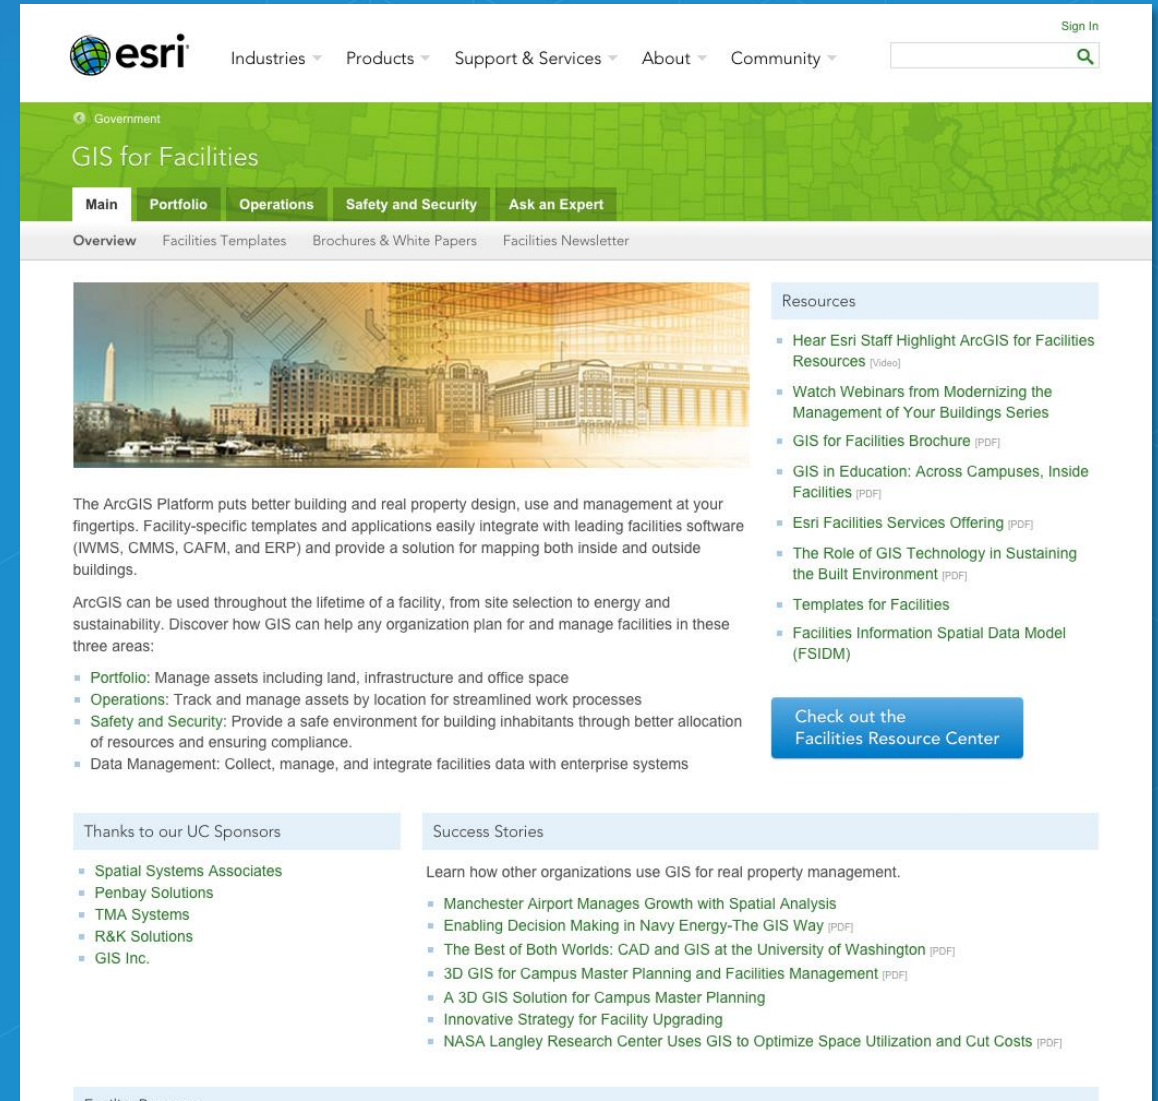 Sign In
esri
Industries Products Support & Services About Community
Government
GIS for Facilities
Main Portfolio Operations Safety and Security Ask an Expert
Overview Facilities Templates Brochures & White Papers Facilities Newsletter
The ArcGIS Platform puts better building and real property design, use and management at your
fingertips. Facility-specific templates and applications easily integrate with leading facilities software
(IWMS, CMMS, CAFM, and ERP) and provide a solution for mapping both inside and outside
buildings.
ArcGIS can be used throughout the lifetime of a facility, from site selection to energy and
sustainability. Discover how GIS can help any organization plan for and manage facilities in these
three areas:
Portfolio: Manage assets including land, infrastructure and office space
Operations: Track and manage assets by location for streamlined work processes
Safety and Security: Provide a safe environment for building inhabitants through better allocation
of resources and ensuring compliance.
Data Management: Collect, manage, and integrate facilities data with enterprise systems
Resources
Hear Esri Staff Highlight ArcGIS for Facilities
Resources [Video]
Watch Webinars from Modernizing the
Management of Your Buildings Series
GIS for Facilities Brochure [PDF]
GIS in Education: Across Campuses, Inside
Facilities [PDF]
Esri Facilities Services Offering [PDF]
The Role of GIS Technology in Sustaining
the Built Environment [PDF]
Templates for Facilities
Facilities Information Spatial Data Model
(FSIDM)
Check out the
Facilities Resource Center
Thanks to our UC Sponsors
Spatial Systems Associates
Penbay Solutions
TMA Systems
R&K Solutions
GIS Inc.
Success Stories
Learn how other organizations use GIS for real property management.
Manchester Airport Manages Growth with Spatial Analysis
Enabling Decision Making in Navy Energy-The GIS Way [PDF]
The Best of Both Worlds: CAD and GIS at the University of Washington [PDF]
3D GIS for Campus Master Planning and Facilities Management [PDF]
A 3D GIS Solution for Campus Master Planning
Innovative Strategy for Facility Upgrading
NASA Langley Research Center Uses GIS to Optimize Space Utilization and Cut Costs [PDF]